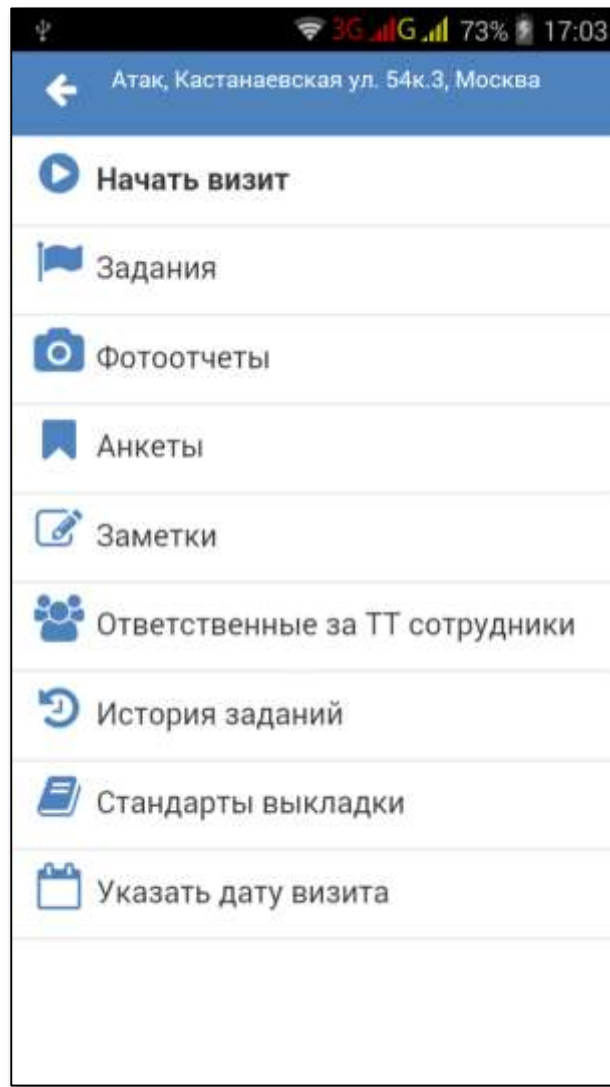 3G G 73% 17:03
Атак, Кастанаевская ул. 54к.3, Москва
Начать визит
Задания
Фотоотчеты
Анкеты
Заметки
Ответственные за ТТ сотрудники
История заданий
Стандарты выкладки
Указать дату визита